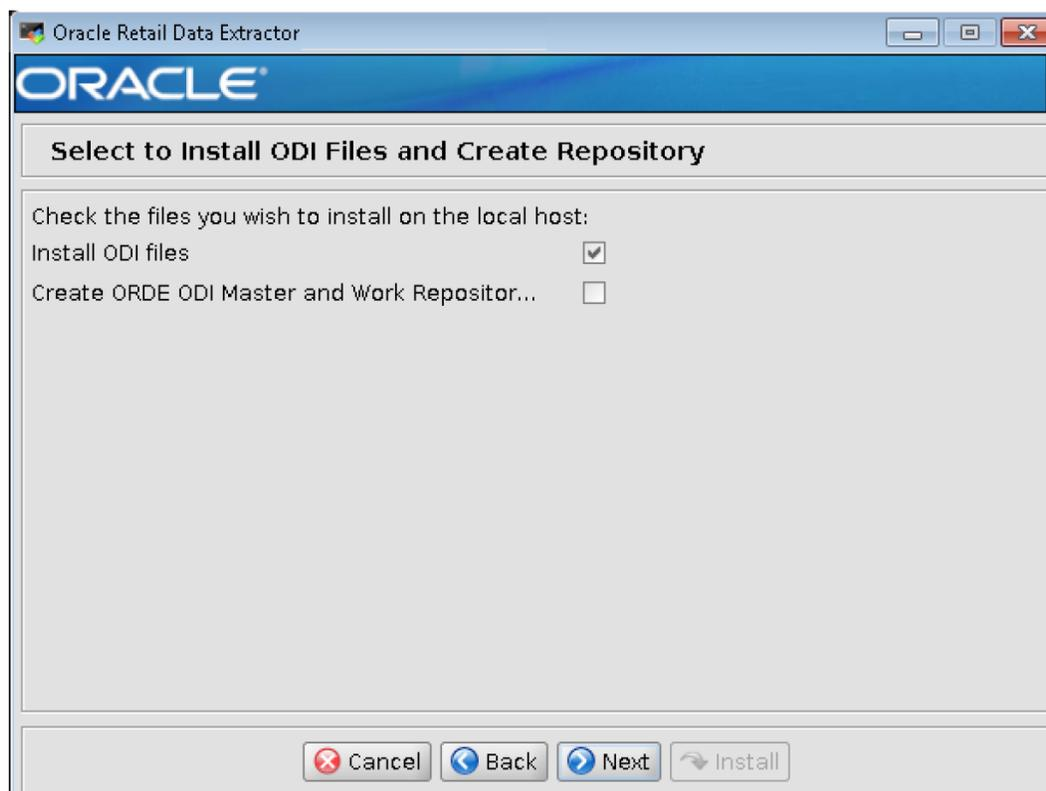 Oracle Retail Data Extractor
ORACLE
Select to Install ODI Files and Create Repository
Check the files you wish to install on the local host:
Install ODI files
Create ORDE ODI Master and Work Repositor...
Cancel Back Next Install